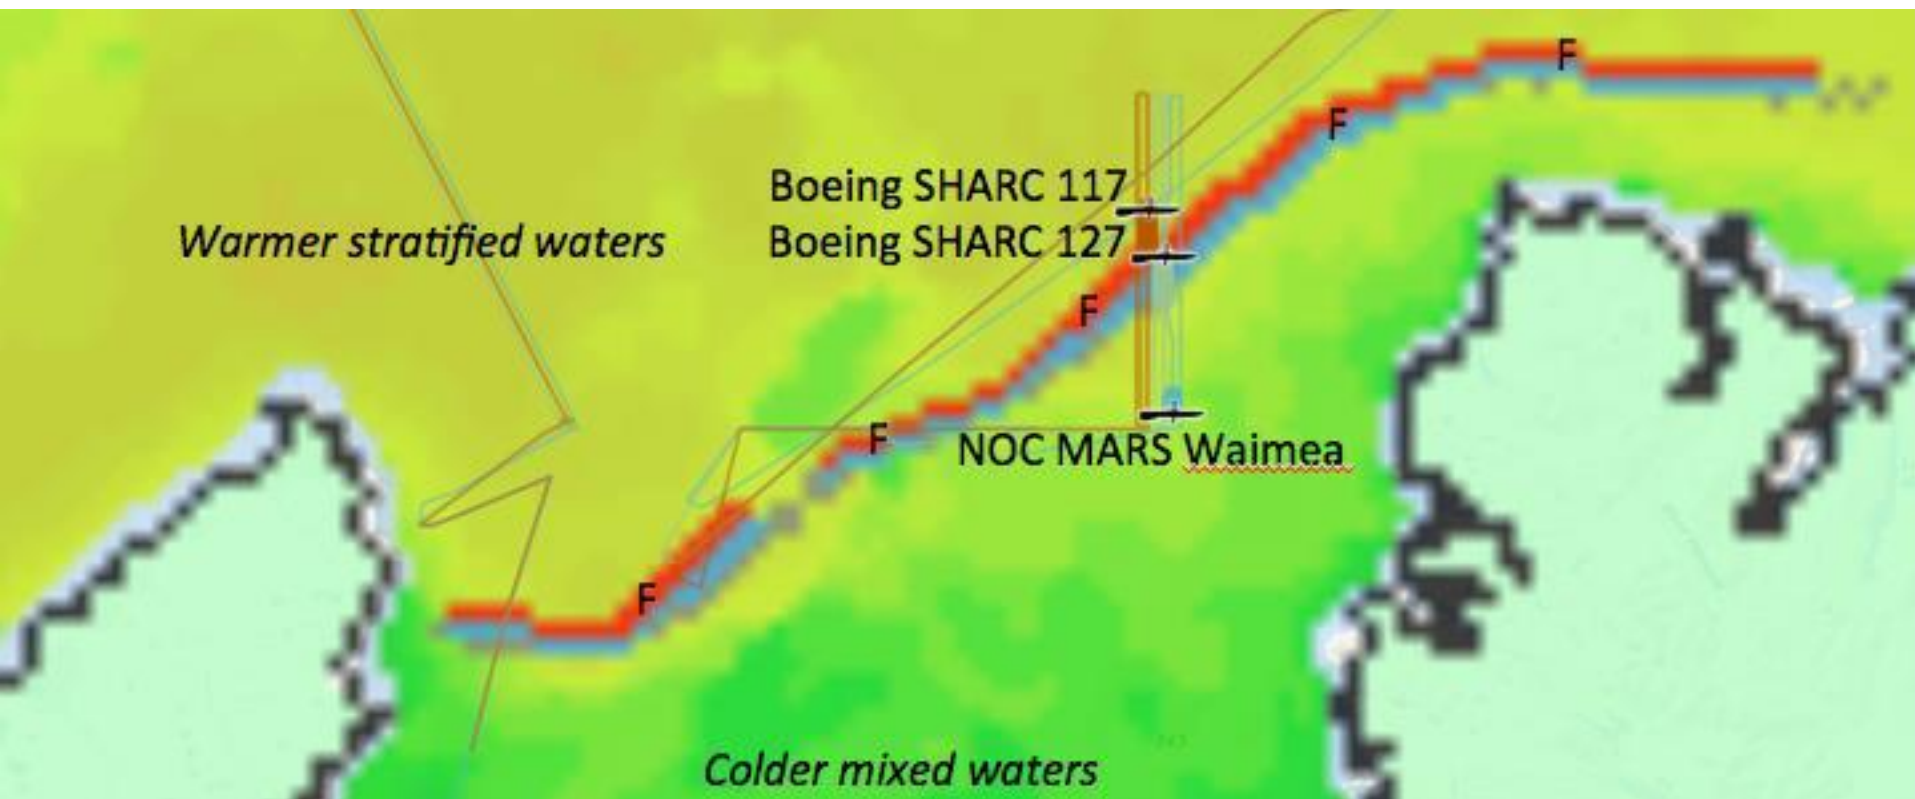 F
F
Boeing SHARC 117
Warmer stratified waters
Boeing SHARC 127
F
F
NOC MARS Waimea
F
Colder mixed waters